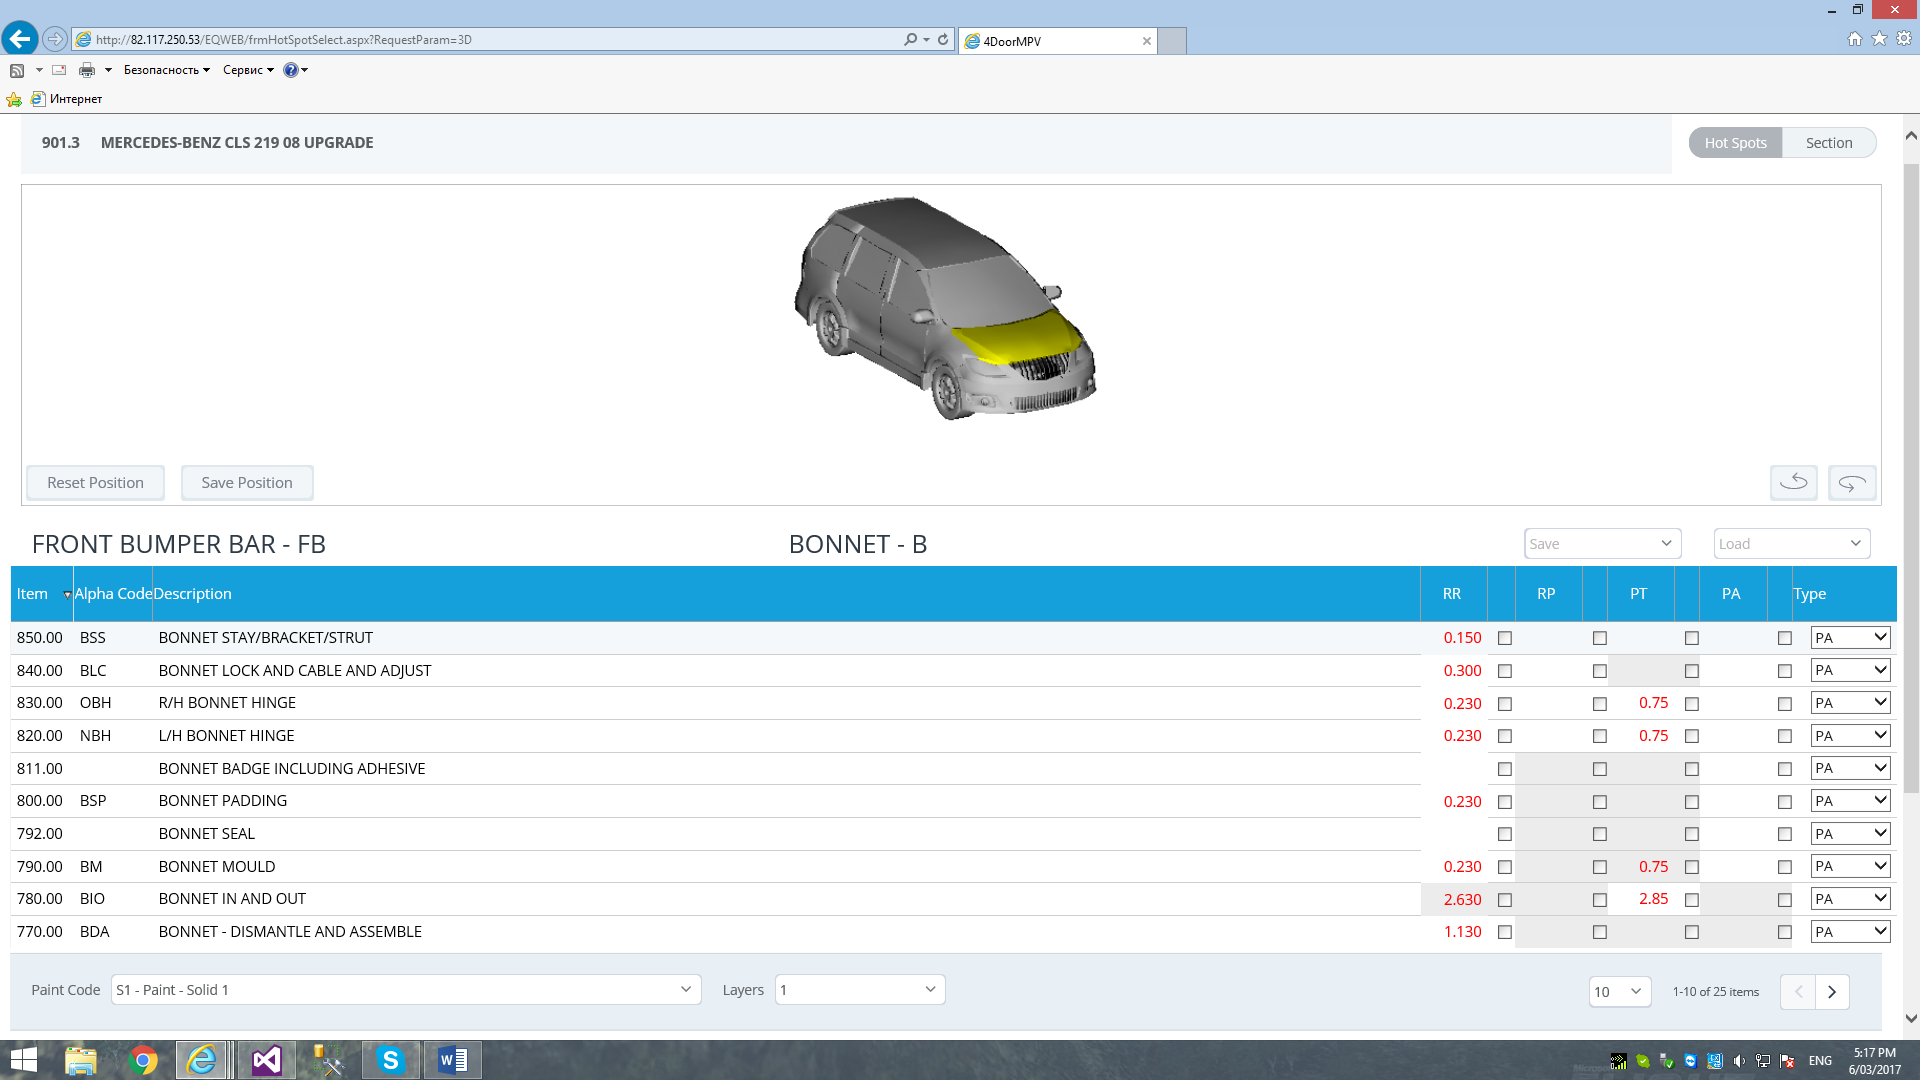 http://82.117.250.53/EQWEB/frmHotSpotSelect.aspx?RequestParam=3D
4DoorMPV
Безопасность Сервис
Интернет
901.3 MERCEDES-BENZ CLS 219 08 UPGRADE
Hot Spots Section
Reset Position Save Position
FRONT BUMPER BAR - FB BONNET - B Save Load
Item Alpha Code Description RR RP PT PA Type
850.00 BSS BONNET STAY/BRACKET/STRUT 0.150 PA
840.00 BLC BONNET LOCK AND CABLE AND ADJUST 0.300 PA
830.00 OBH R/H BONNET HINGE 0.230 0.75 PA
820.00 NBH L/H BONNET HINGE 0.230 0.75 PA
811.00 BONNET BADGE INCLUDING ADHESIVE PA
800.00 BSP BONNET PADDING 0.230 PA
792.00 BONNET SEAL PA
790.00 BM BONNET MOULD 0.230 0.75 PA
780.00 BIO BONNET IN AND OUT 2.630 2.85 PA
770.00 BDA BONNET - DISMANTLE AND ASSEMBLE 1.130 PA
Paint Code S1 - Paint - Solid 1 Layers 1 10 1-10 of 25 items
ENG 5:17 PM
6/03/2017